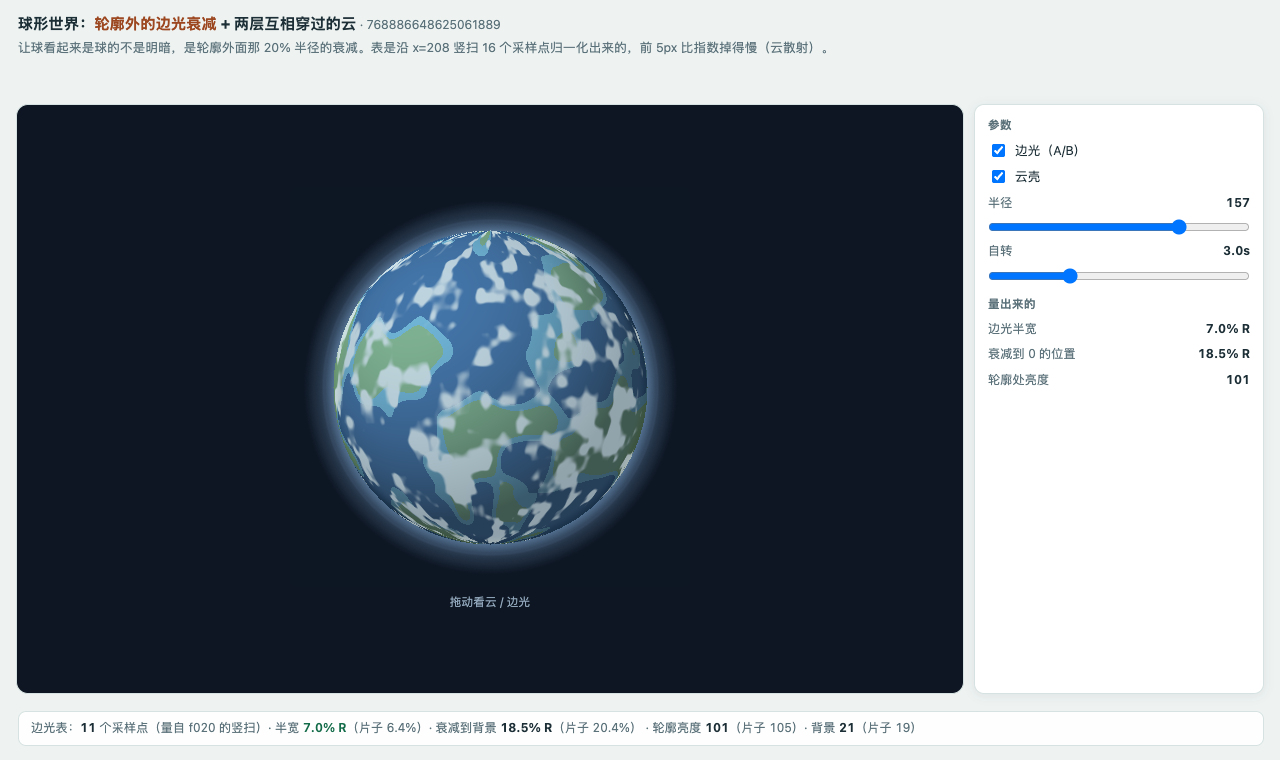 球形世界：轮廓外的边光衰减 + 两层互相穿过的云 · 768886648625061889
让球看起来是球的不是明暗，是轮廓外面那 20% 半径的衰减。表是沿 x=208 竖扫 16 个采样点归一化出来的，前 5px 比指数掉得慢（云散射）。
拖动看云 / 边光
参数
边光（A/B）
云壳
半径 157
自转 3.0s
量出来的
边光半宽 7.0% R
衰减到 0 的位置 18.5% R
轮廓处亮度 101
边光表：11 个采样点（量自 f020 的竖扫）· 半宽 7.0% R（片子 6.4%）· 衰减到背景 18.5% R（片子 20.4%） · 轮廓亮度 101（片子 105）· 背景 21（片子 19）